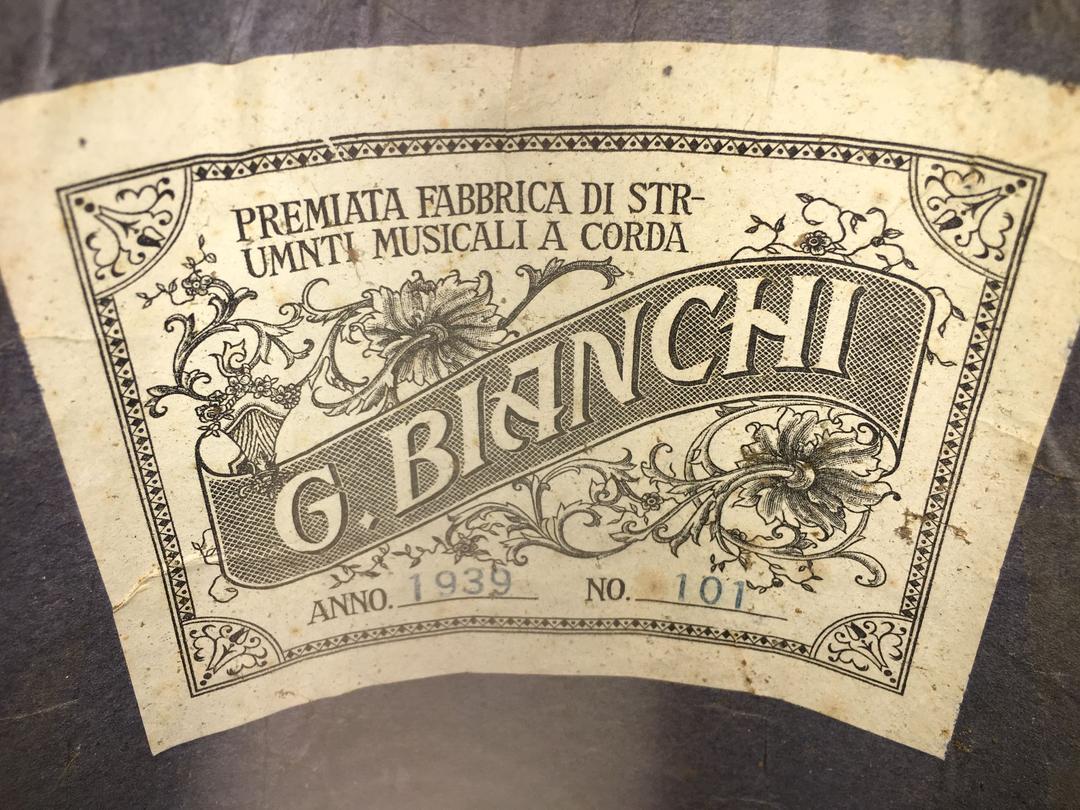 PREMIATA FABBRICA DI STR-
UMNTI MUSICALI A CORDA
G. BIANCHI
ANNO. 1939 NO. 101